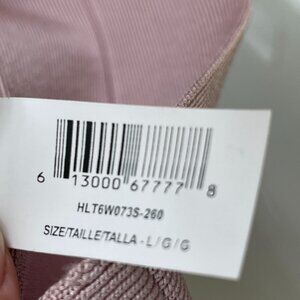 6 13000 67777 8
HLT6W073S-260
SIZE/TAILLE/TALLA - L/G/G